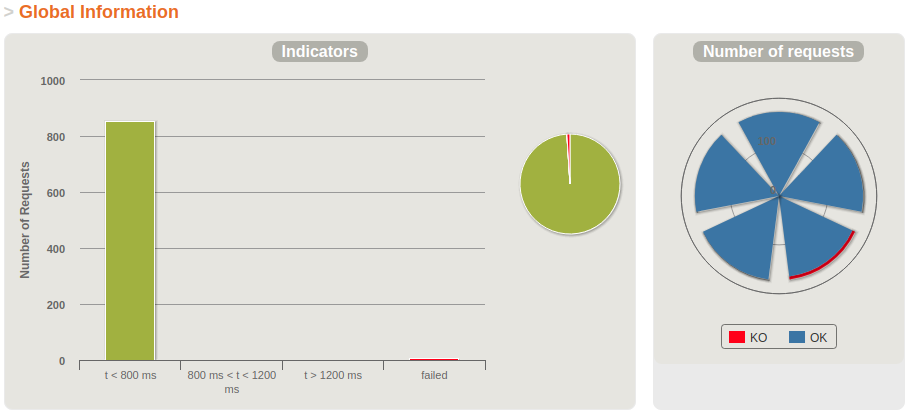 > Global Information
Indicators
Number of requests
1000
800
600
400
200
0
Number of Requests
t < 800 ms
800 ms < t < 1200
ms
t > 1200 ms
failed
100
KO
OK